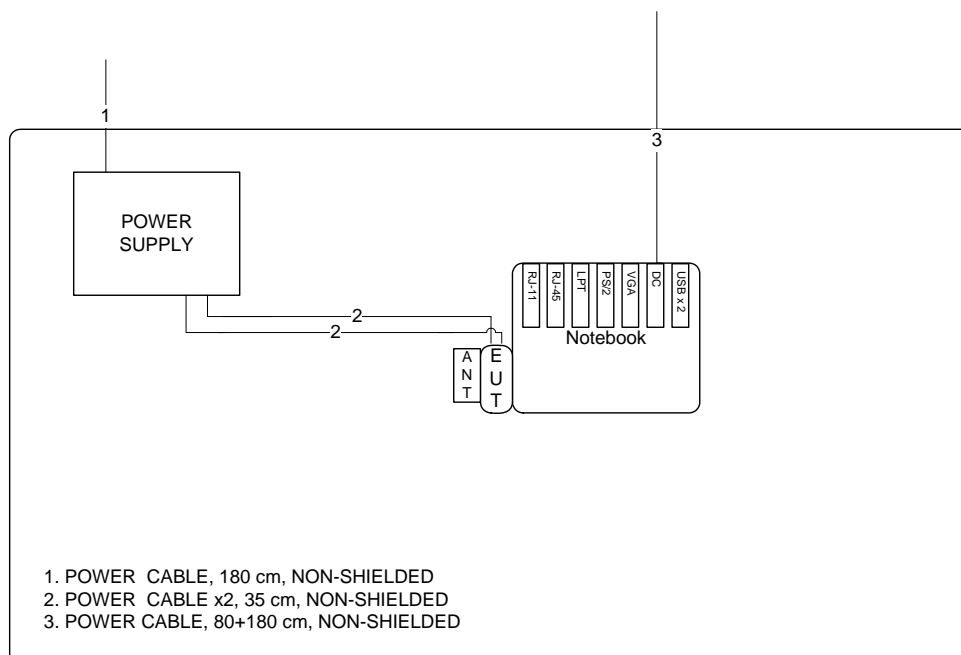 1
3
POWER
SUPPLY
RJ-11
RJ-45
LPT
PS/2
VGA
DC
USB x 2
Notebook
2
2
ANT
EUT
1. POWER CABLE, 180 cm, NON-SHIELDED
2. POWER CABLE x2, 35 cm, NON-SHIELDED
3. POWER CABLE, 80+180 cm, NON-SHIELDED